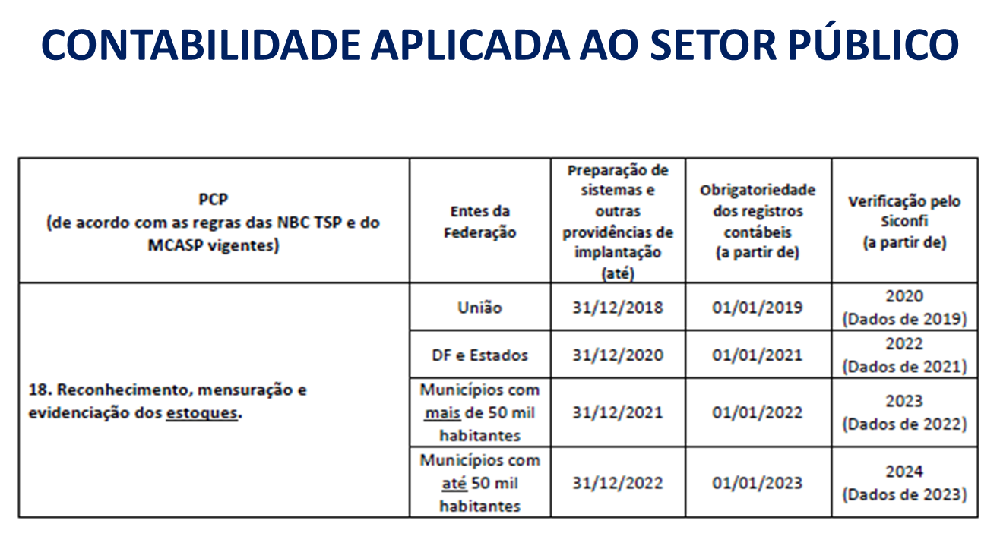 CONTABILIDADE APLICADA AO SETOR PÚBLICO
PCP
(de acordo com as regras das NBC TSP e do
MCASP vigentes)
Entes da
Federação
Preparação de
sistemas e
outras
providências de
implantação
(até)
Obrigatoriedade
dos registros
contábeis
(a partir de)
Verificação pelo
Siconfi
(a partir de)
18. Reconhecimento, mensuração e
evidenciação dos estoques.
União
31/12/2018
01/01/2019
2020
(Dados de 2019)
DF e Estados
31/12/2020
01/01/2021
2022
(Dados de 2021)
Municípios com
mais de 50 mil
habitantes
31/12/2021
01/01/2022
2023
(Dados de 2022)
Municípios com
até 50 mil
habitantes
31/12/2022
01/01/2023
2024
(Dados de 2023)